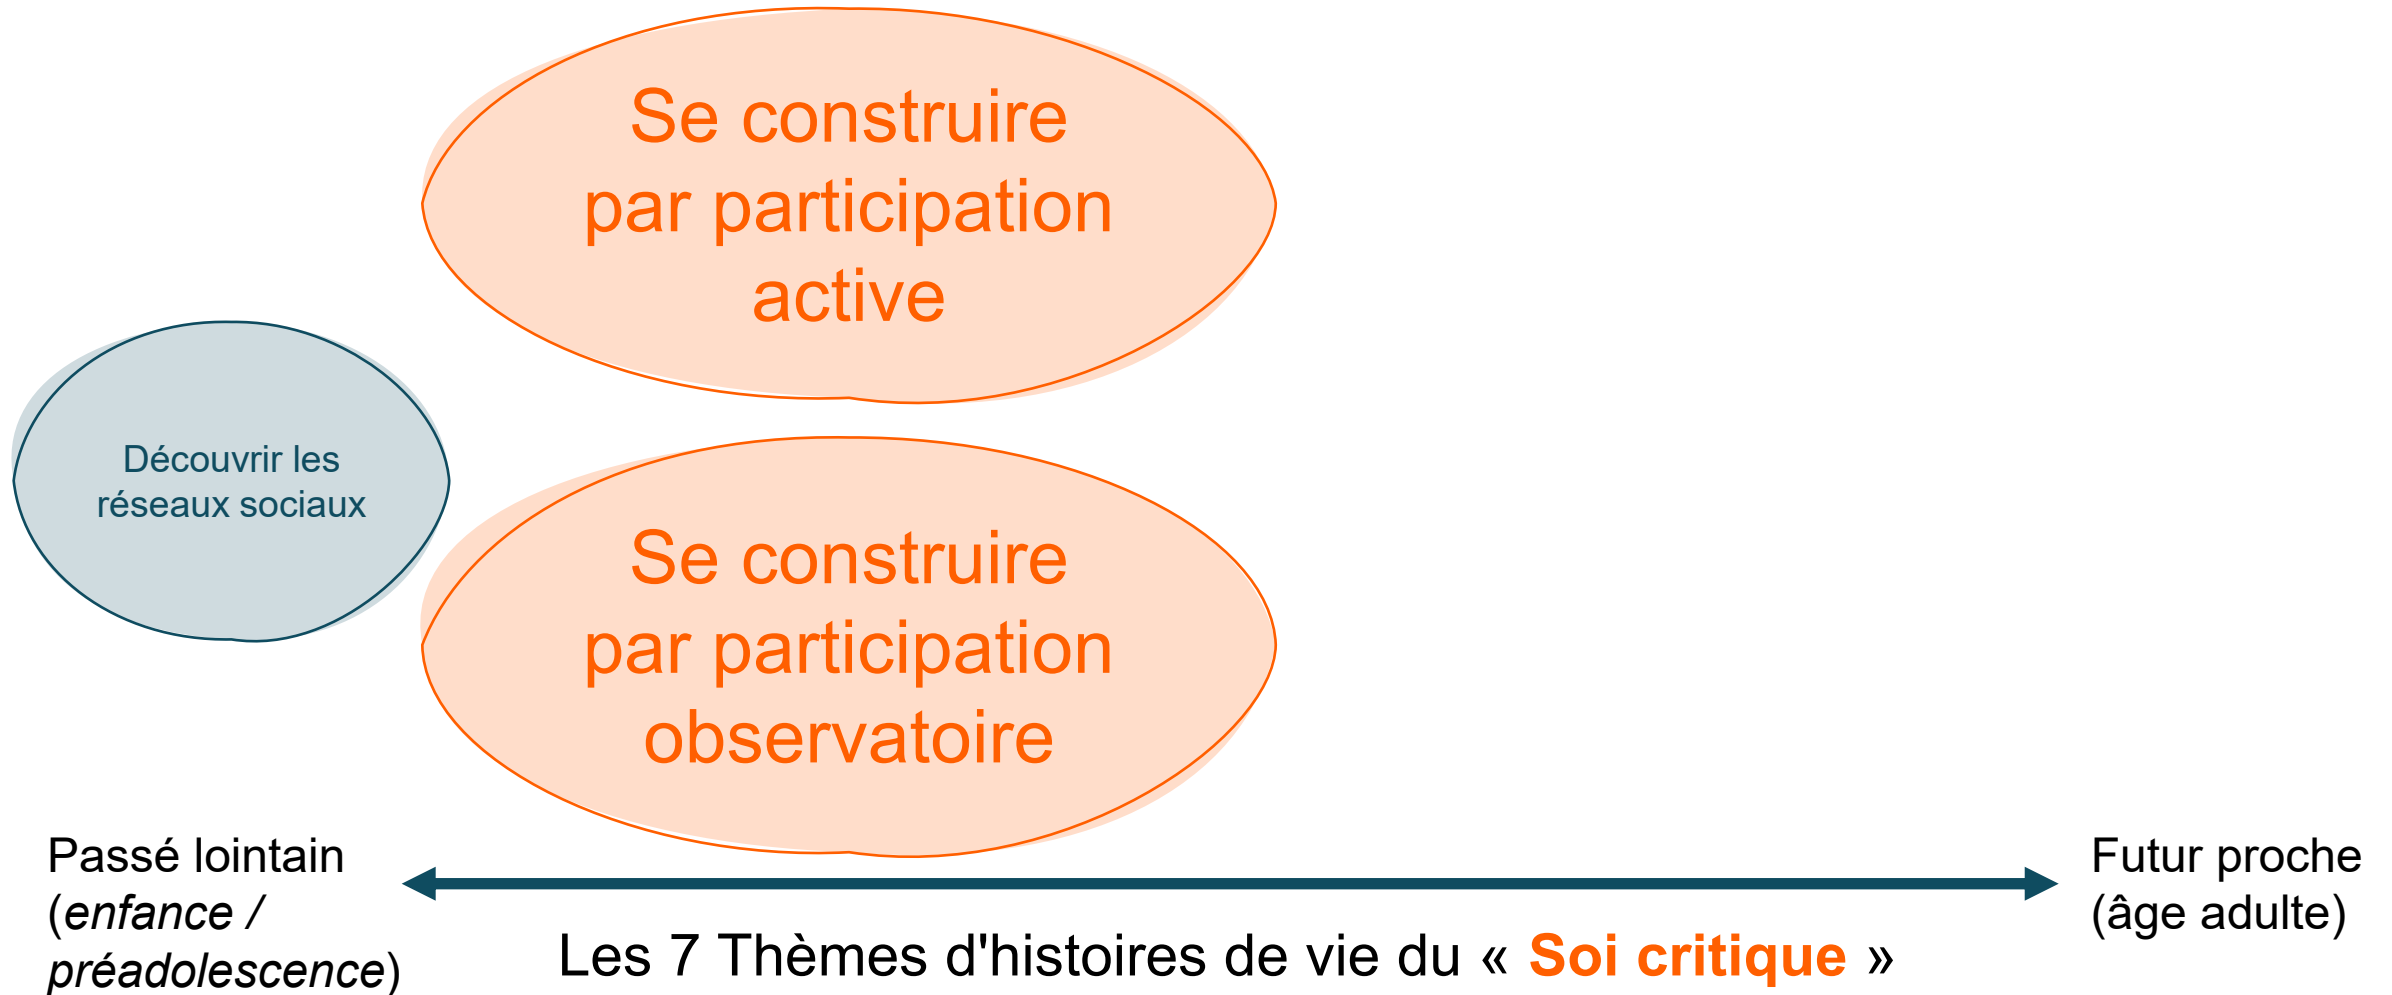 Se construire
par participation
active
Découvrir les
réseaux sociaux
Se construire
par participation
observatoire
Passé lointain
(enfance /
préadolescence)
Futur proche
(âge adulte)
Les 7 Thèmes d'histoires de vie du « Soi critique »